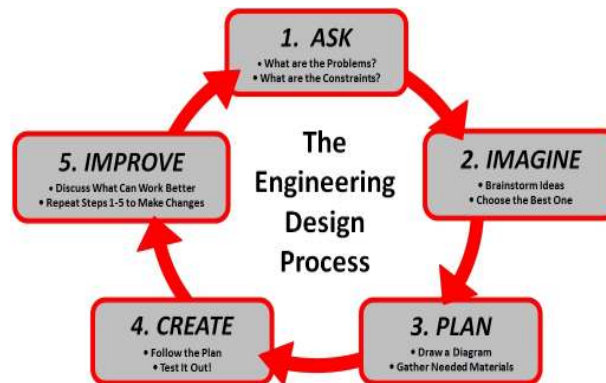 1. ASK
• What are the Problems?
• What are the Constraints?
2. IMAGINE
• Brainstorm Ideas
• Choose the Best One
3. PLAN
• Draw a Diagram
• Gather Needed Materials
4. CREATE
• Follow the Plan
• Test It Out!
5. IMPROVE
• Discuss What Can Work Better
• Repeat Steps 1-5 to Make Changes
The
Engineering
Design
Process